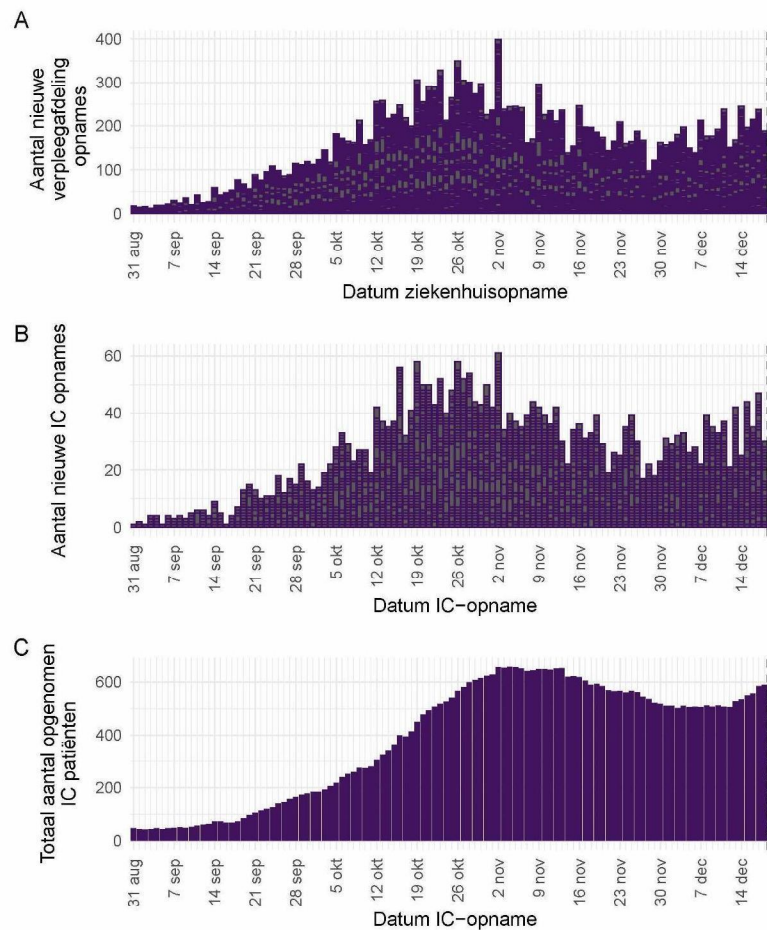 A
Aantal nieuwe
verpleegafdeling
opnames
400
300
200
100
0
31 aug
7 sep
14 sep
21 sep
28 sep
5 okt
12 okt
19 okt
26 okt
2 nov
9 nov
16 nov
23 nov
30 nov
7 dec
14 dec
Datum ziekenhuisopname
B
Aantal nieuwe IC opnames
60
40
20
0
31 aug
7 sep
14 sep
21 sep
28 sep
5 okt
12 okt
19 okt
26 okt
2 nov
9 nov
16 nov
23 nov
30 nov
7 dec
14 dec
Datum IC−opname
C
Totaal aantal opgenomen
IC patiënten
600
400
200
0
31 aug
7 sep
14 sep
21 sep
28 sep
5 okt
12 okt
19 okt
26 okt
2 nov
9 nov
16 nov
23 nov
30 nov
7 dec
14 dec
Datum IC−opname